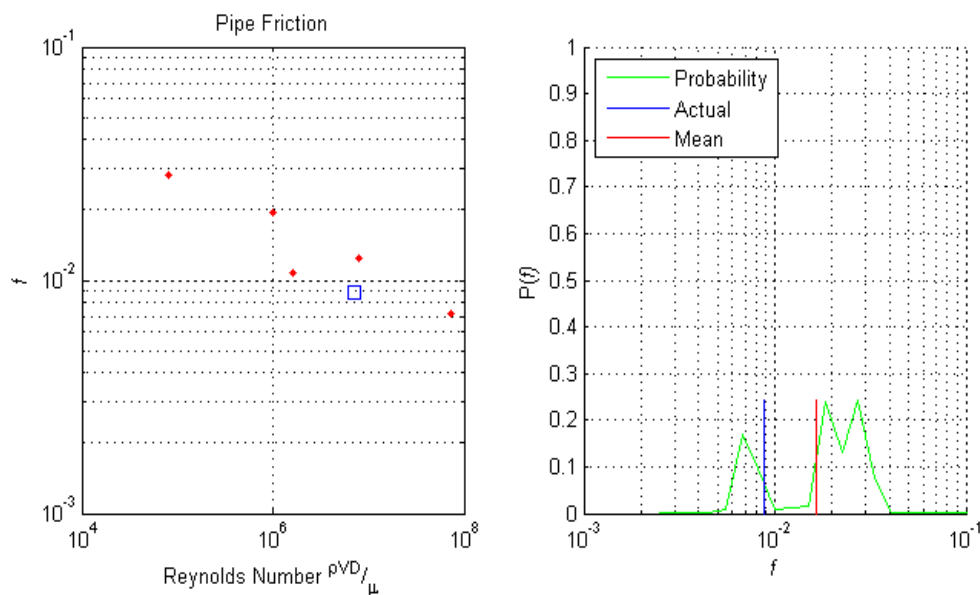 Pipe Friction
10^-1
10^-2
10^-3
f
10^4
10^6
10^8
Reynolds Number ρVD/μ
1
0.9
0.8
0.7
0.6
0.5
0.4
0.3
0.2
0.1
0
P(f)
Probability
Actual
Mean
10^-3
10^-2
10^-1
f